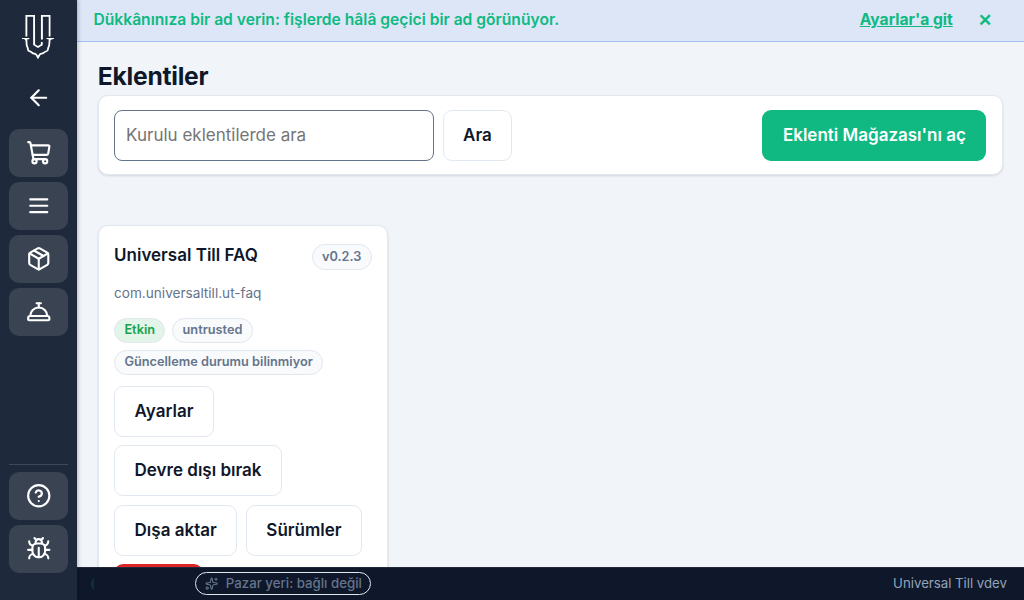 Dükkânınıza bir ad verin: fişlerde hâlâ geçici bir ad görünüyor.
Ayarlar'a git
Eklentiler
Kurulu eklentilerde ara
Ara
Eklenti Mağazası'nı aç
Universal Till FAQ
v0.2.3
com.universaltill.ut-faq
Etkin
untrusted
Güncelleme durumu bilinmiyor
Ayarlar
Devre dışı bırak
Dışa aktar
Sürümler
Pazar yeri: bağlı değil
Universal Till vdev